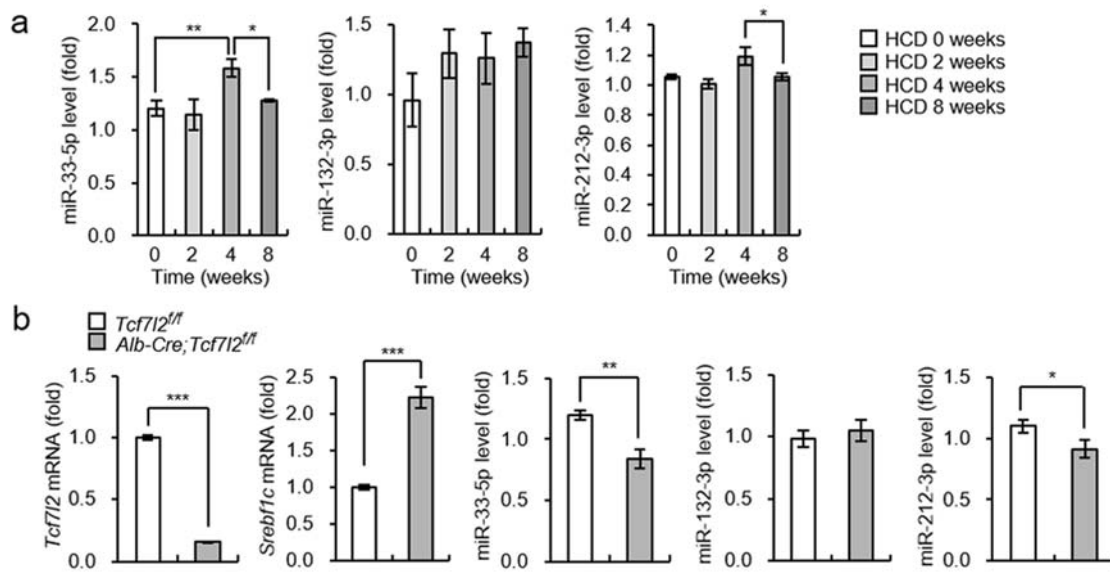 a
miR-33-5p level (fold)
2.0
1.5
1.0
0.5
0.0
**
*
0 2 4 8
Time (weeks)
miR-132-3p level (fold)
1.5
1.0
0.5
0.0
0 2 4 8
Time (weeks)
miR-212-3p level (fold)
1.4
1.2
1.0
0.8
0.6
0.4
0.2
0.0
*
0 2 4 8
Time (weeks)
HCD 0 weeks
HCD 2 weeks
HCD 4 weeks
HCD 8 weeks
b
Tcf7l2f/f
Alb-Cre;Tcf7l2f/f
Tcf7l2 mRNA (fold)
1.5
1.0
0.5
0.0
***
Srebf1c mRNA (fold)
2.5
2.0
1.5
1.0
0.5
0.0
***
miR-33-5p level (fold)
1.5
1.0
0.5
0.0
**
miR-132-3p level (fold)
1.5
1.0
0.5
0.0
miR-212-3p level (fold)
1.5
1.0
0.5
0.0
*